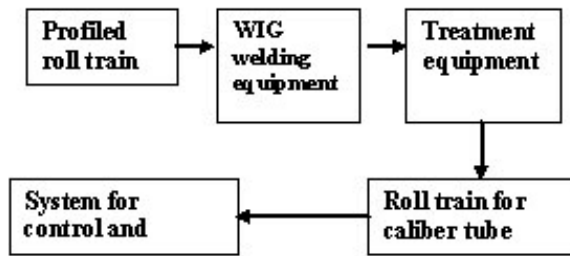 Profiled
roll train
WIG
welding
equipment
Treatment
equipment
Roll train for
caliber tube
System for
control and